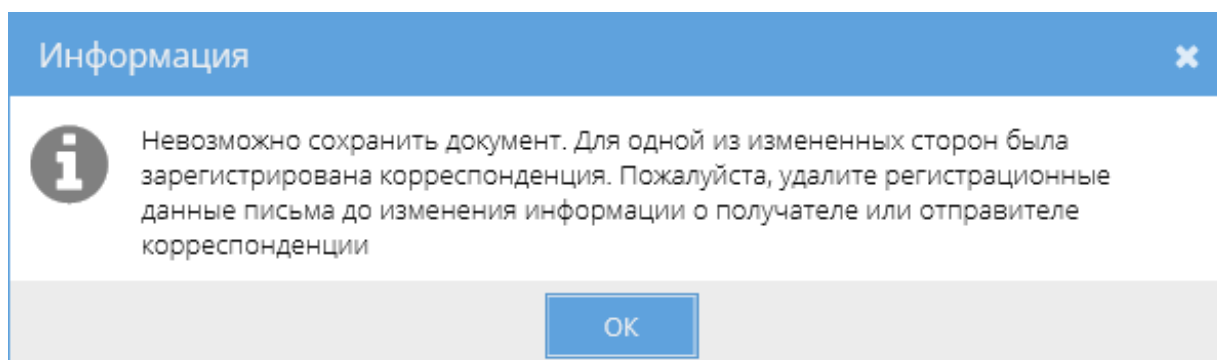 Информация
Невозможно сохранить документ. Для одной из измененных сторон была
зарегистрирована корреспонденция. Пожалуйста, удалите регистрационные
данные письма до изменения информации о получателе или отправителе
корреспонденции
ОК